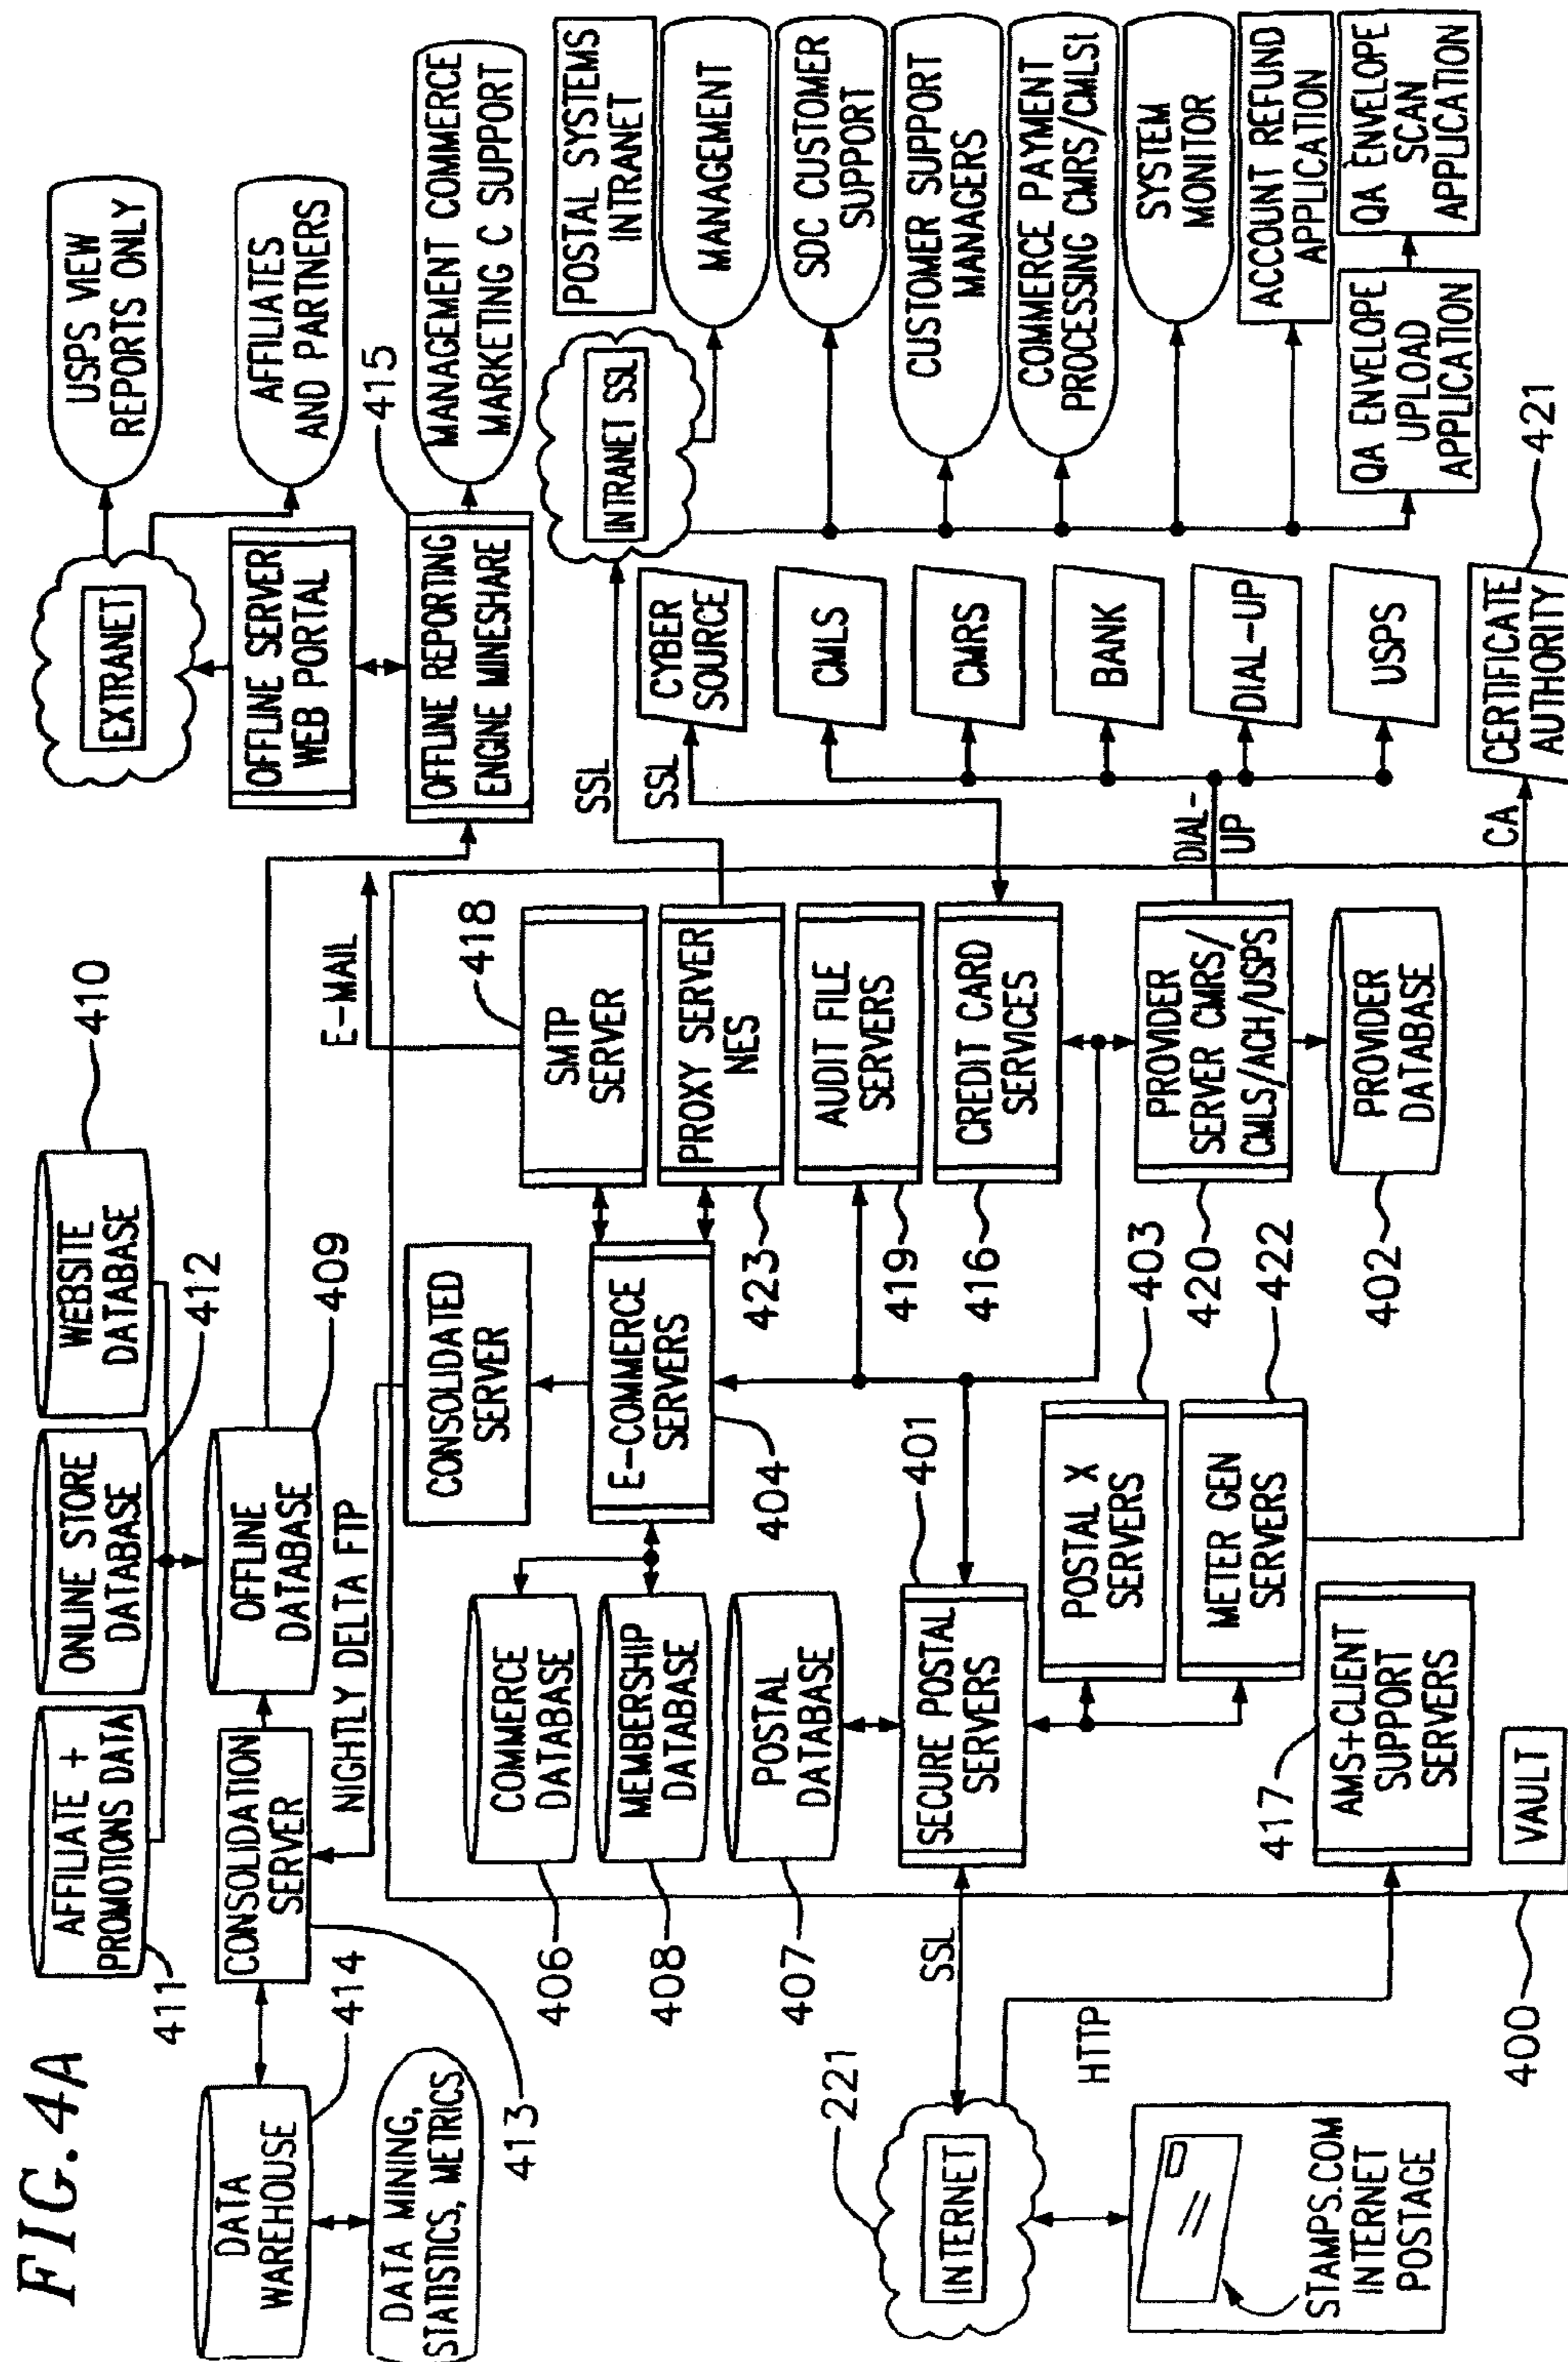 FIG. 4A
AFFILIATE +
PROMOTIONS DATA
411
ONLINE STORE
DATABASE
412
WEBSITE
DATABASE
410
EXTRANET
USPS VIEW
REPORTS ONLY
DATA
WAREHOUSE
414
CONSOLIDATION
SERVER
413
OFFLINE
DATABASE
409
OFFLINE SERVER
WEB PORTAL
AFFILIATES
AND PARTNERS
DATA MINING,
STATISTICS, METRICS
NIGHTLY DELTA FTP
E-MAIL
OFFLINE REPORTING
ENGINE MINESHARE
415
MANAGEMENT COMMERCE
MARKETING C SUPPORT
CONSOLIDATED
SERVER
COMMERCE
DATABASE
406
MEMBERSHIP
DATABASE
408
POSTAL
DATABASE
407
E-COMMERCE
SERVERS
404
SMTP
SERVER
418
PROXY SERVER
NES
423
AUDIT FILE
SERVERS
419
CREDIT CARD
SERVICES
416
SSL
SSL
INTRANET SSL
POSTAL SYSTEMS
INTRANET
MANAGEMENT
SDC CUSTOMER
SUPPORT
CUSTOMER SUPPORT
MANAGERS
COMMERCE PAYMENT
PROCESSING CMRS/CMLSI
SYSTEM
MONITOR
ACCOUNT REFUND
APPLICATION
QA ENVELOPE
UPLOAD
APPLICATION
QA ENVELOPE
SCAN
APPLICATION
CYBER
SOURCE
CMLS
CMRS
BANK
DIAL-UP
USPS
CERTIFICATE
AUTHORITY
421
INTERNET
221
SSL
HTTP
SECURE POSTAL
SERVERS
401
POSTAL X
SERVERS
403
METER GEN
SERVERS
422
PROVIDER
SERVER CMRS/
CMLS/ACH/USPS
420
DIAL-
UP
PROVIDER
DATABASE
402
CA
AMS+CLIENT
SUPPORT
SERVERS
417
STAMPS.COM
INTERNET
POSTAGE
VAULT
400